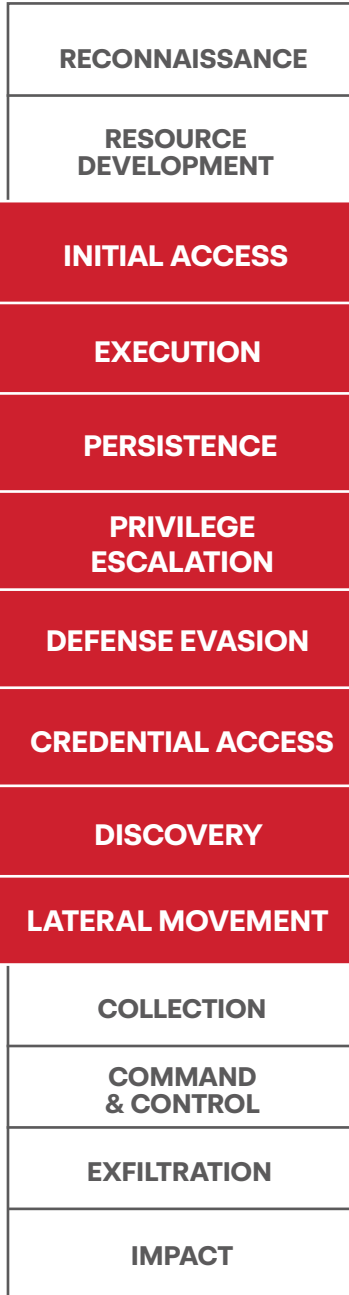 RECONNAISSANCE
RESOURCE
DEVELOPMENT
INITIAL ACCESS
EXECUTION
PERSISTENCE
PRIVILEGE
ESCALATION
DEFENSE EVASION
CREDENTIAL ACCESS
DISCOVERY
LATERAL MOVEMENT
COLLECTION
COMMAND
& CONTROL
EXFILTRATION
IMPACT